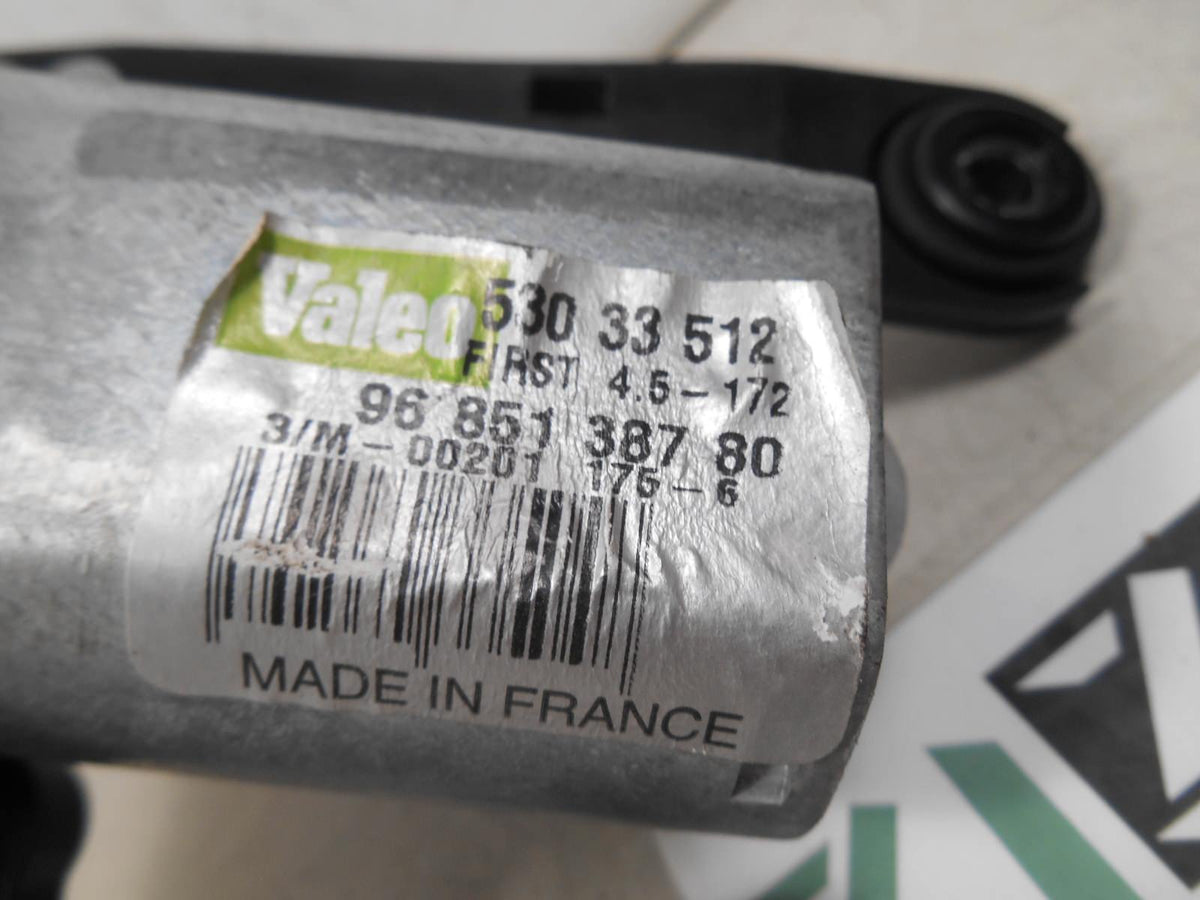 Valeo 530 33 512
FIRST 4.5-172
96 851 387 80
3/M-00201 175-6
MADE IN FRANCE